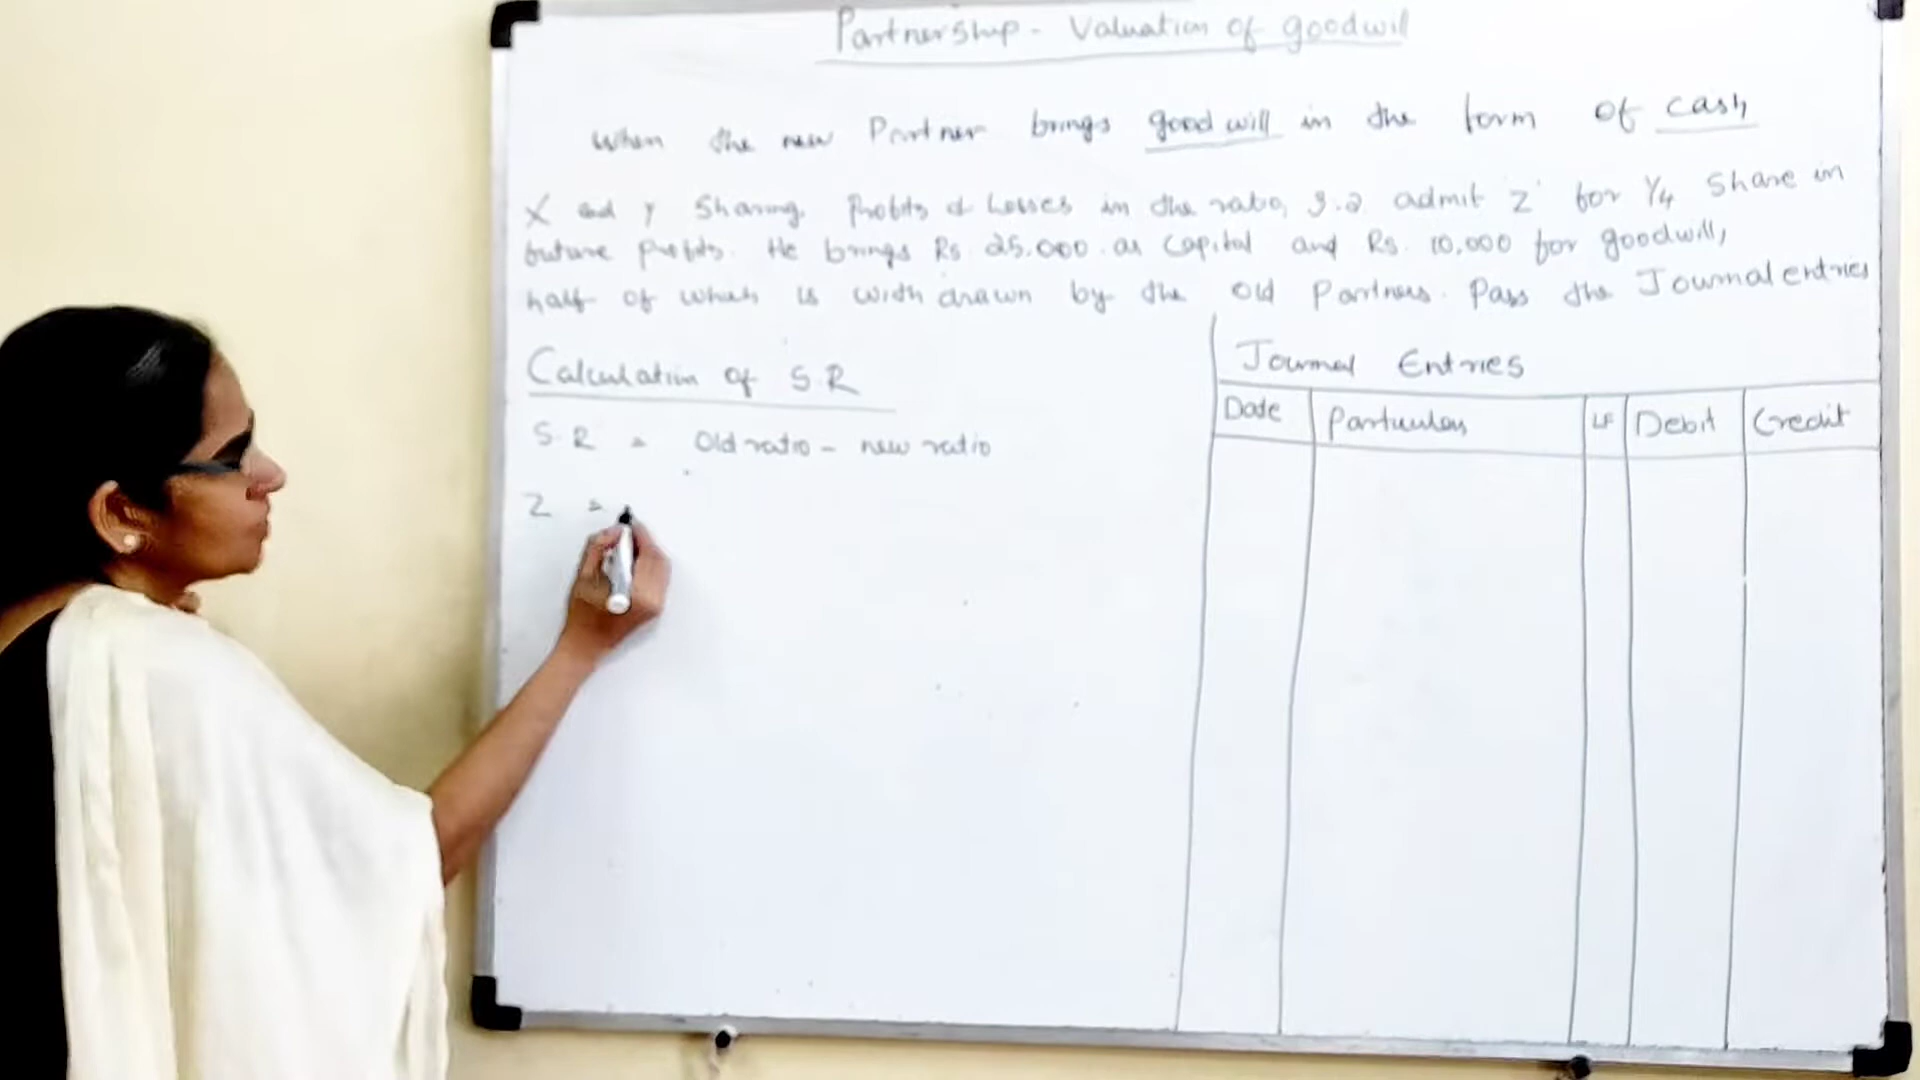 Partnership - Valuation of goodwill
When the new Partner brings goodwill in the form of cash
X and Y Sharing Profits & Losses in the ratio, 3:2 admit 'Z' for 1/4 Share in
future profits. He brings Rs. 25,000 as Capital and Rs. 10,000 for goodwill,
half of which is withdrawn by the Old Partners. Pass the Journal entries
Calculation of S.R
S.R = Old ratio - new ratio
Z =
Journal Entries
Date Particulars LF Debit Credit